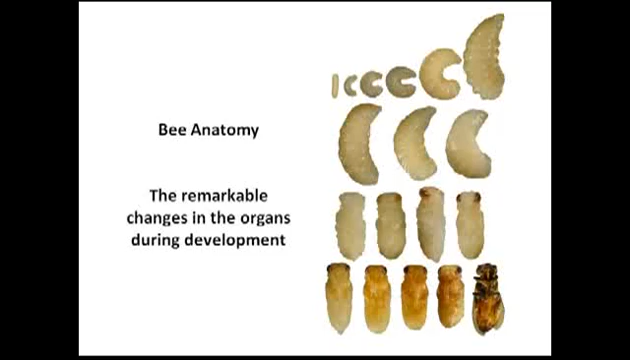 Bee Anatomy
The remarkable
changes in the organs
during development